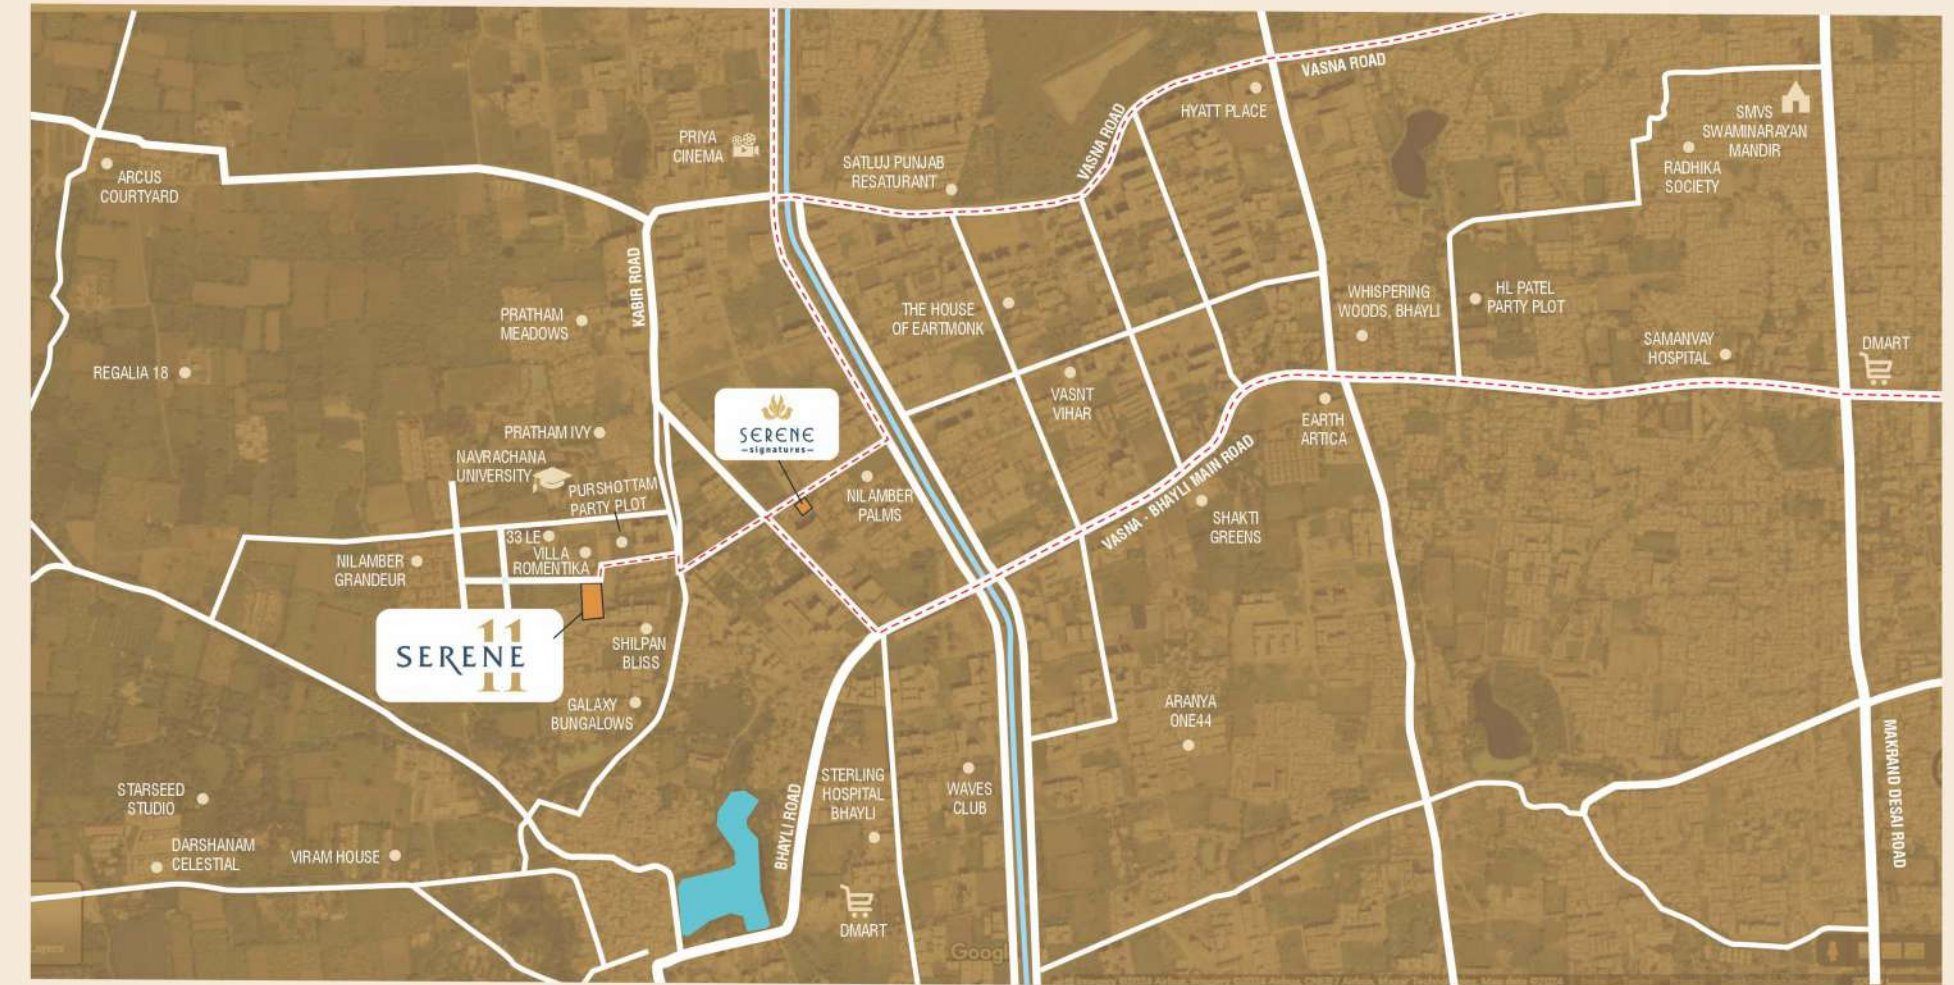 VASNA ROAD
HYATT PLACE
VASNA ROAD
PRIYA
CINEMA
SATLUJ PUNJAB
RESATURANT
SMVS
SWAMINARAYAN
MANDIR
RADHIKA
SOCIETY
ARCUS
COURTYARD
KABIR ROAD
PRATHAM
MEADOWS
THE HOUSE
OF EARTMONK
WHISPERING
WOODS, BHAYLI
HL PATEL
PARTY PLOT
SAMANVAY
HOSPITAL
DMART
REGALIA 18
VASNT
VIHAR
SERENE
signatures
EARTH
ARTICA
PRATHAM IVY
NAVRACHANA
UNIVERSITY
PURSHOTTAM
PARTY PLOT
NILAMBER
PALMS
VASNA - BHAYLI MAIN ROAD
SHAKTI
GREENS
33 LE
VILLA
ROMENTIKA
NILAMBER
GRANDEUR
SERENE
11
SHILPAN
BLISS
GALAXY
BUNGALOWS
ARANYA
ONE44
STARSEED
STUDIO
DARSHANAM
CELESTIAL
VIRAM HOUSE
BHAYLI ROAD
STERLING
HOSPITAL
BHAYLI
WAVES
CLUB
DMART
MAKRAND DESAI ROAD
Google